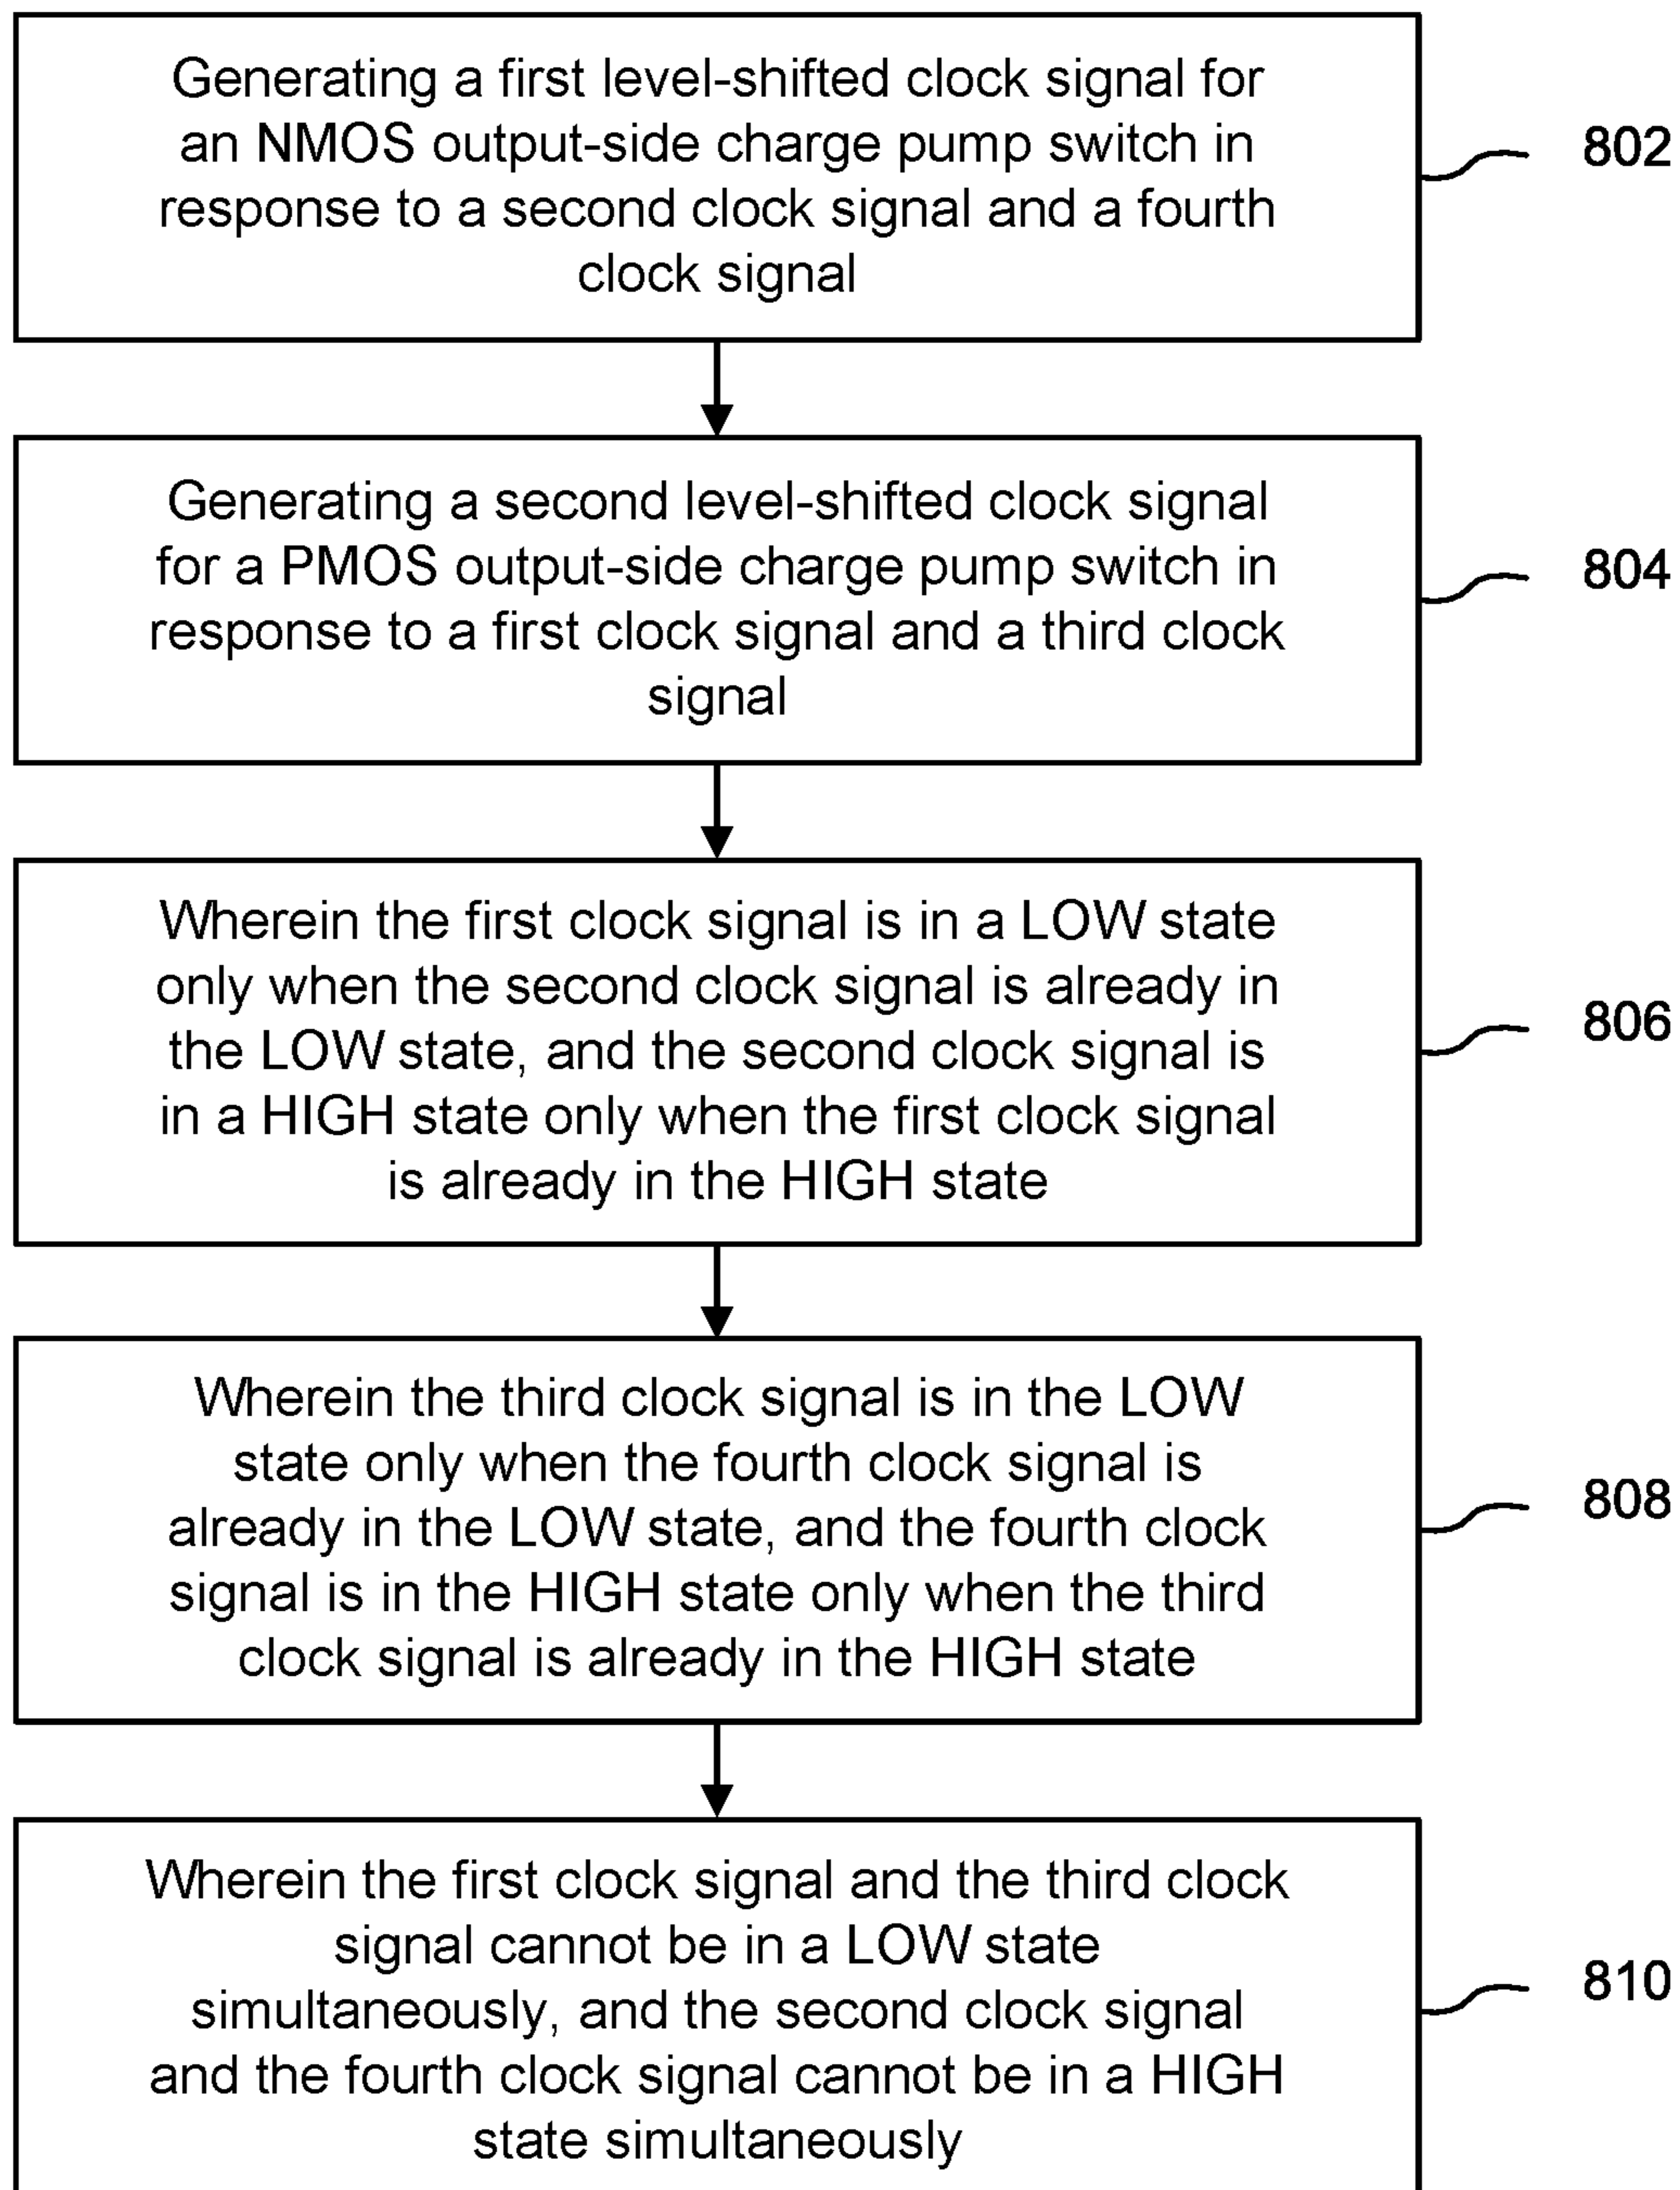 Generating a first level-shifted clock signal for
an NMOS output-side charge pump switch in
response to a second clock signal and a fourth
clock signal
802
Generating a second level-shifted clock signal
for a PMOS output-side charge pump switch in
response to a first clock signal and a third clock
signal
804
Wherein the first clock signal is in a LOW state
only when the second clock signal is already in
the LOW state, and the second clock signal is
in a HIGH state only when the first clock signal
is already in the HIGH state
806
Wherein the third clock signal is in the LOW
state only when the fourth clock signal is
already in the LOW state, and the fourth clock
signal is in the HIGH state only when the third
clock signal is already in the HIGH state
808
Wherein the first clock signal and the third clock
signal cannot be in a LOW state
simultaneously, and the second clock signal
and the fourth clock signal cannot be in a HIGH
state simultaneously
810